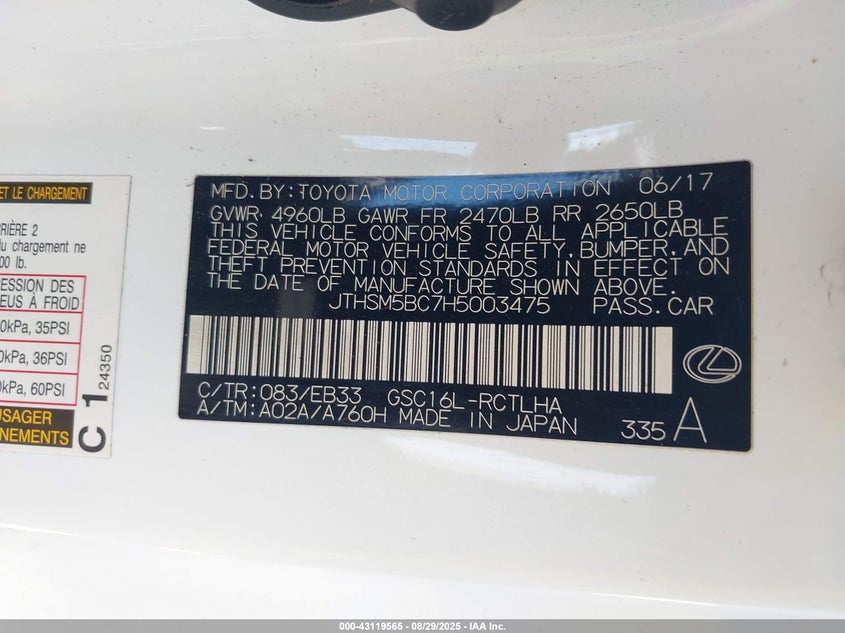 ET LE CHARGEMENT
RIÈRE 2
du chargement ne
00 lb.
ESSION DES
EUS À FROID
0kPa, 35PSI
0kPa, 36PSI
0kPa, 60PSI
USAGER
NEMENTS
C 1 24350
MFD. BY: TOYOTA MOTOR CORPORATION 06/17
GVWR 4960LB GAWR FR 2470LB RR 2650LB
THIS VEHICLE CONFORMS TO ALL APPLICABLE
FEDERAL MOTOR VEHICLE SAFETY, BUMPER, AND
THEFT PREVENTION STANDARDS IN EFFECT ON
THE DATE OF MANUFACTURE SHOWN ABOVE.
JTHSM5BC7H5003475 PASS. CAR
C/TR: 083/EB33 GSC16L-RCTLHA
A/TM: A02A/A760H MADE IN JAPAN 335 A
000-43119565 - 08/29/2025 - IAA Inc.